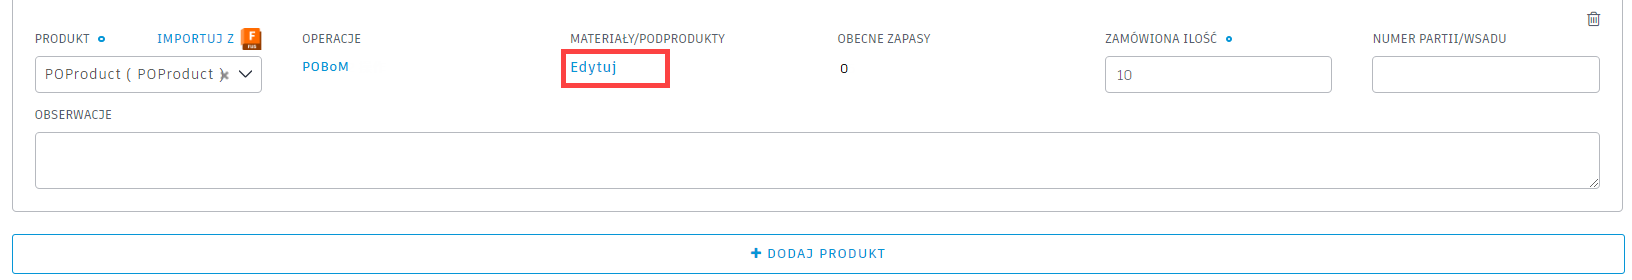 PRODUKT IMPORTUJ Z F FUS OPERACJE MATERIAŁY/PODPRODUKTY OBECNE ZAPASY ZAMÓWIONA ILOŚĆ NUMER PARTII/WSADU
POProduct ( POProduct ) POBoM Edytuj 0 10
OBSERWACJE
+ DODAJ PRODUKT